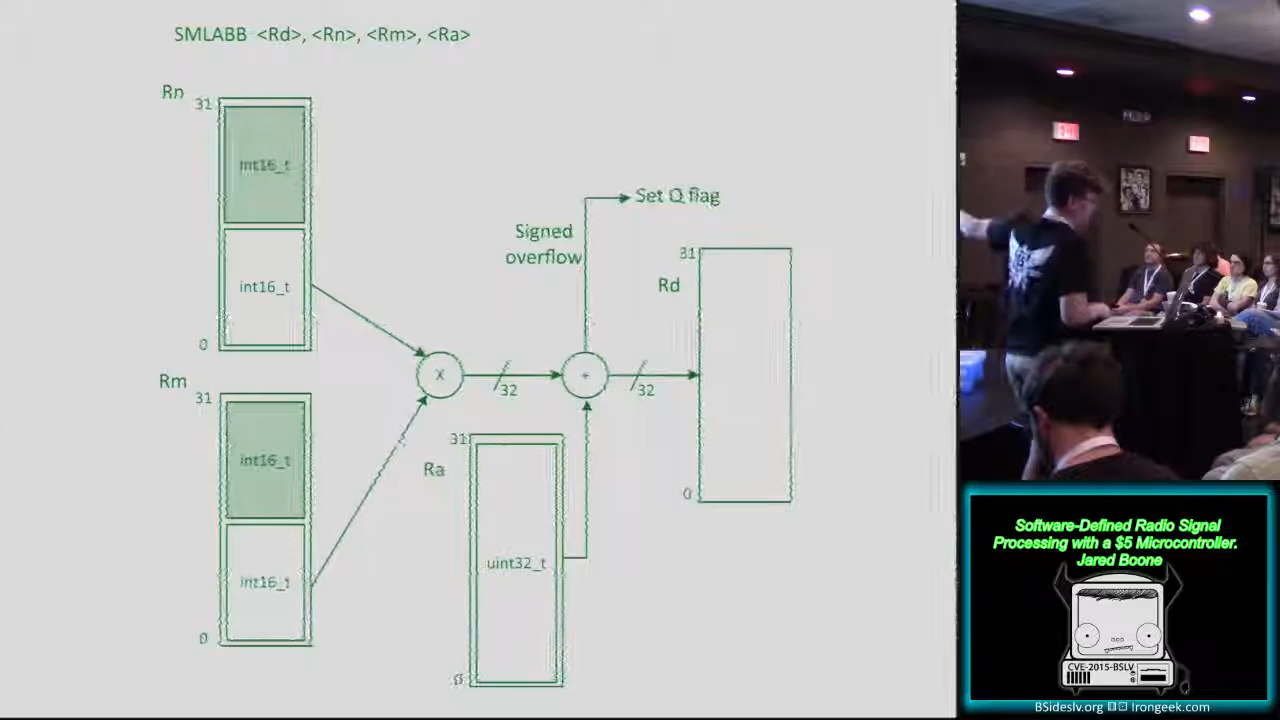 SMLABB <Rd>, <Rn>, <Rm>, <Ra>
Rn
31
int16_t
int16_t
0
Rm
31
int16_t
int16_t
0
X
32
Signed
overflow
Set Q flag
+
32
Ra
31
uint32_t
0
Rd
31
0
Software-Defined Radio Signal
Processing with a $5 Microcontroller.
Jared Boone
CVE-2015-BSLV
BSideslv.org
Irongeek.com